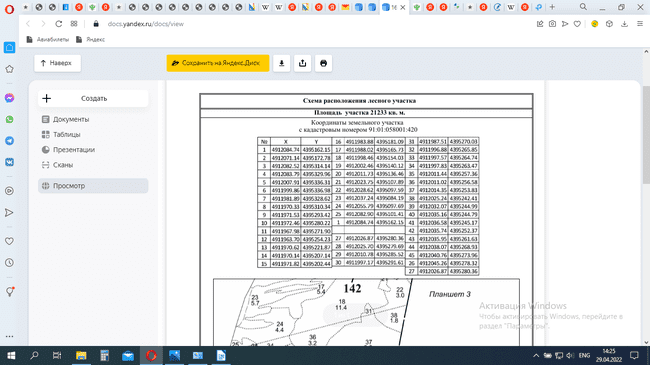 docs.yandex.ru/docs/view
Авиабилеты
Яндекс
Наверх
Сохранить на Яндекс.Диск
Создать
Документы
Таблицы
Презентации
Сканы
Просмотр
Схема расположения лесного участка
Площадь участка 21233 кв. м.
Координаты земельного участка
с кадастровым номером 91:01:058001:420
№ X Y
1 4912084.74 4395162.15
2 4912071.14 4395172.78
3 4912082.52 4395314.14
4 4912083.79 4395329.96
5 4912007.91 4395336.31
6 4911999.86 4395336.98
7 4911981.89 4395328.62
8 4911970.33 4395310.34
9 4911971.53 4395293.42
10 4911972.46 4395280.22
11 4911967.98 4395271.90
12 4911963.70 4395254.23
13 4911970.62 4395221.87
14 4911970.14 4395207.14
15 4911971.82 4395202.44
16 4911983.88 4395181.09
17 4911988.02 4395165.73
18 4911998.46 4395154.03
19 4912002.46 4395140.12
20 4912011.73 4395136.46
21 4912023.75 4395107.89
22 4912028.62 4395097.59
23 4912037.24 4395084.19
24 4912055.79 4395097.69
25 4912082.90 4395101.41
1 4912084.74 4395162.15
27 4912026.87 4395280.36
28 4912025.70 4395279.69
29 4912010.78 4395285.52
30 4911997.17 4395291.61
31 4911987.51 4395270.03
32 4911996.88 4395265.85
33 4911997.57 4395264.74
34 4911997.83 4395263.47
35 4912011.44 4395257.36
36 4912011.02 4395256.58
37 4912014.35 4395253.83
38 4912025.24 4395242.41
39 4912032.07 4395244.99
40 4912035.16 4395244.79
41 4912036.58 4395245.17
42 4912035.74 4395252.37
43 4912035.95 4395261.63
44 4912038.07 4395268.93
45 4912040.76 4395273.96
26 4912045.26 4395278.32
27 4912026.87 4395280.36
142
Планшет 3
23
5.7
17
5.4
18
11.4
22
3.0
31
38
1.8
24
4.4
36
3.2
37
Активация Windows
Чтобы активировать Windows, перейдите в
раздел "Параметры".
14:25
29.04.2022